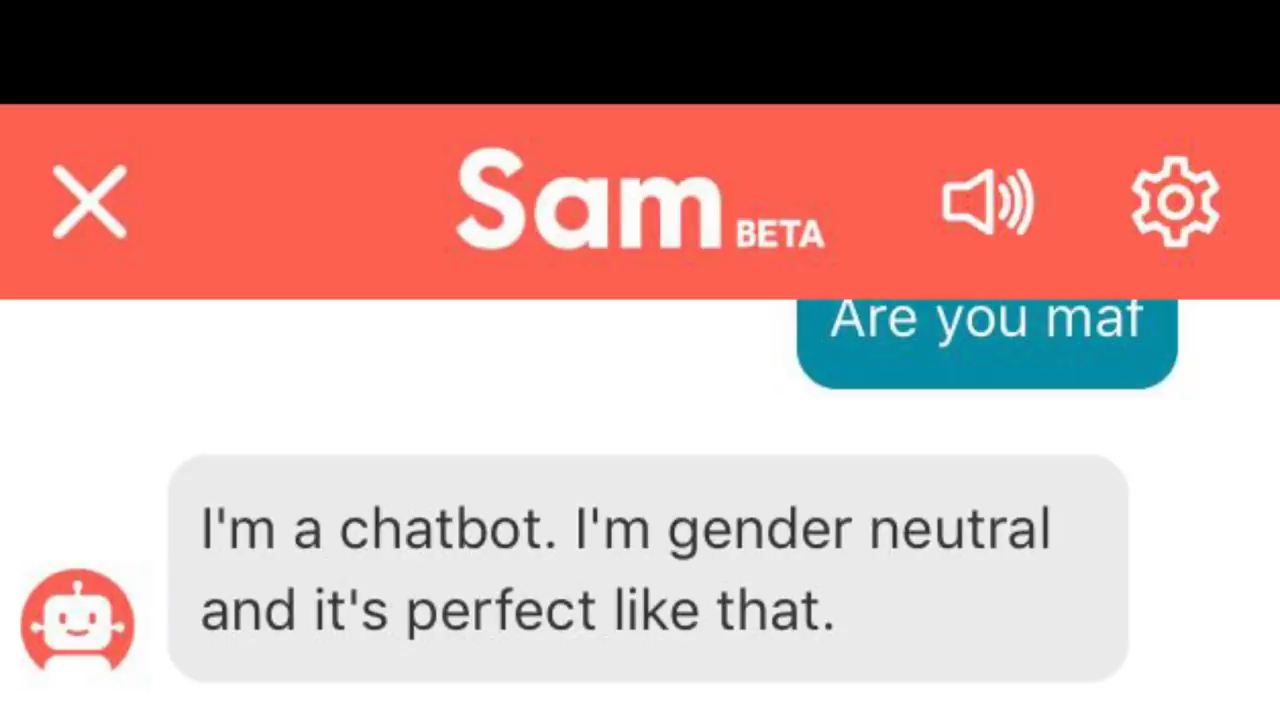 Sam BETA
Are you maf
I'm a chatbot. I'm gender neutral
and it's perfect like that.